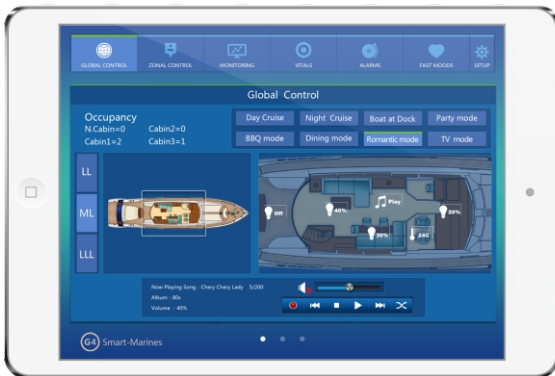 GLOBAL CONTROL
ZONAL CONTROL
MONITORING
VITALS
ALARMS
FAST MOODS
SETUP
Global Control
Occupancy
N.Cabin=0 Cabin2=0
Cabin1=2 Cabin3=1
Day Cruise Night Cruise Boat at Dock Party mode
BBQ mode Dining mode Romantic mode TV mode
LL
ML
LLL
Off
40%
Play
30%
24C
20%
Now Playing Song : Chery Chery Lady 5/200
Album : 80s
Volume : 40%
G4 Smart-Marines